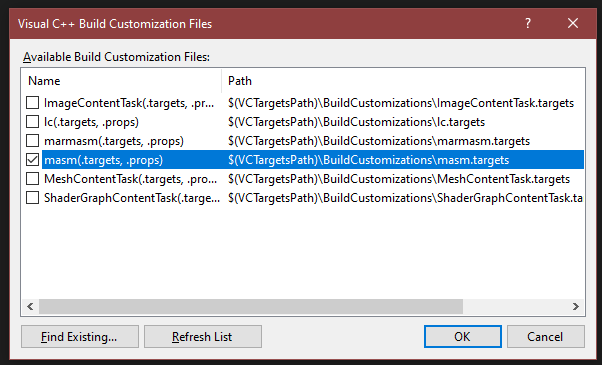 Visual C++ Build Customization Files
Available Build Customization Files:
Name Path
ImageContentTask(.targets, .pr... $(VCTargetsPath)\BuildCustomizations\ImageContentTask.targets
lc(.targets, .props) $(VCTargetsPath)\BuildCustomizations\lc.targets
marmasm(.targets, .props) $(VCTargetsPath)\BuildCustomizations\marmasm.targets
masm(.targets, .props) $(VCTargetsPath)\BuildCustomizations\masm.targets
MeshContentTask(.targets, .pro... $(VCTargetsPath)\BuildCustomizations\MeshContentTask.targets
ShaderGraphContentTask(.targe... $(VCTargetsPath)\BuildCustomizations\ShaderGraphContentTask.ta
Find Existing... Refresh List OK Cancel